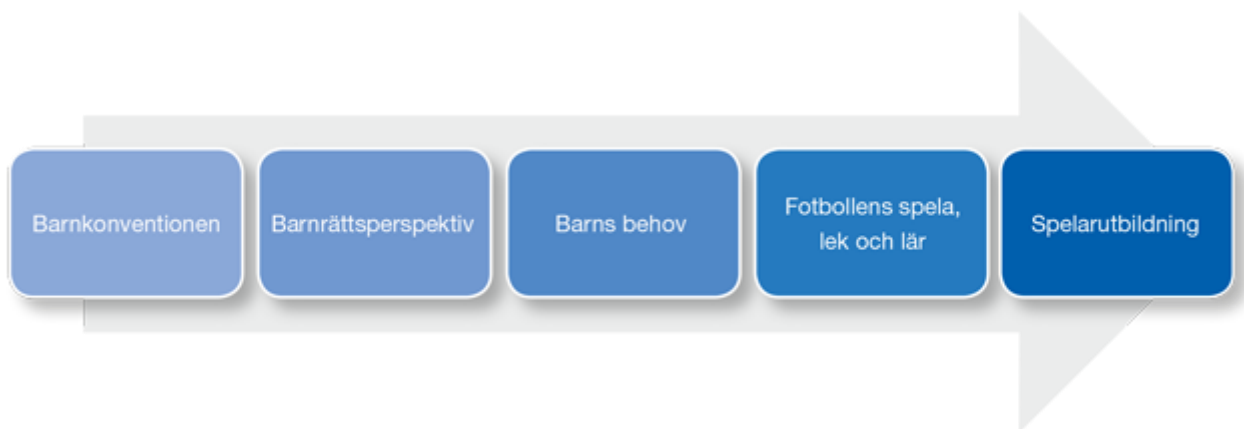 Barnkonventionen
Barnrättsperspektiv
Barns behov
Fotbollens spela,
lek och lär
Spelarutbildning